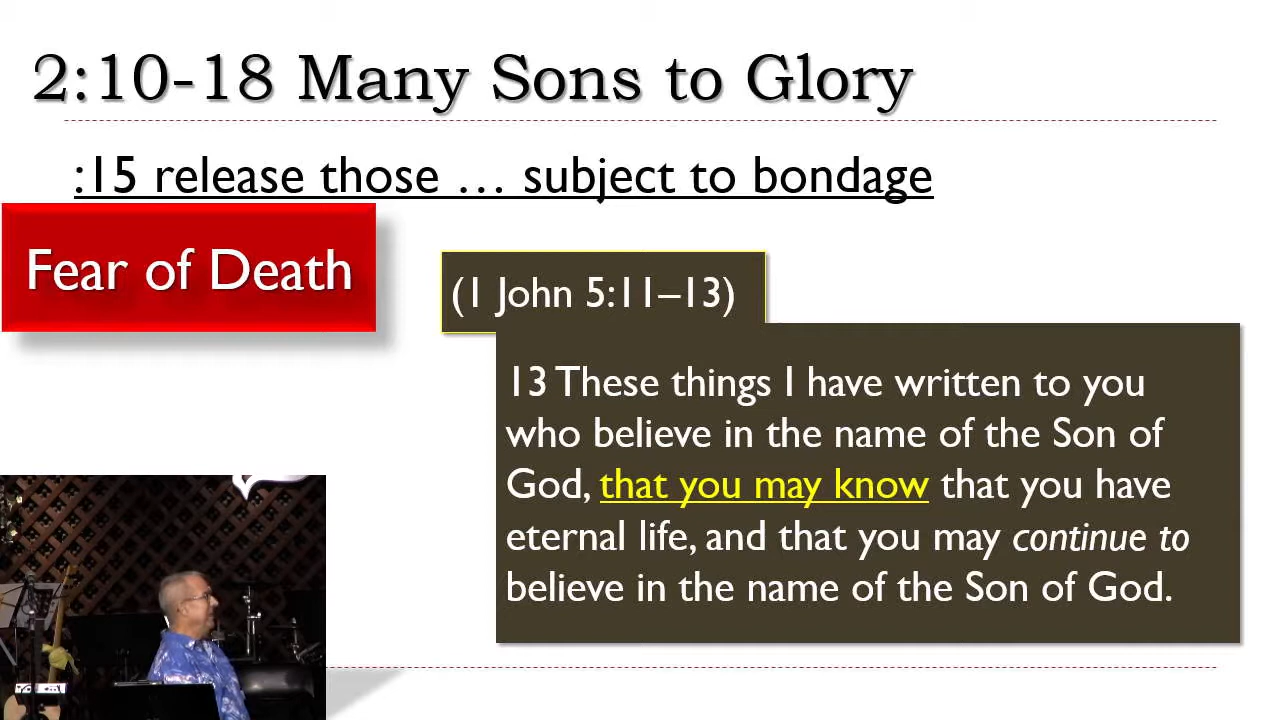 2:10-18 Many Sons to Glory
:15 release those … subject to bondage
Fear of Death
(1 John 5:11–13)
13 These things I have written to you
who believe in the name of the Son of
God, that you may know that you have
eternal life, and that you may continue to
believe in the name of the Son of God.